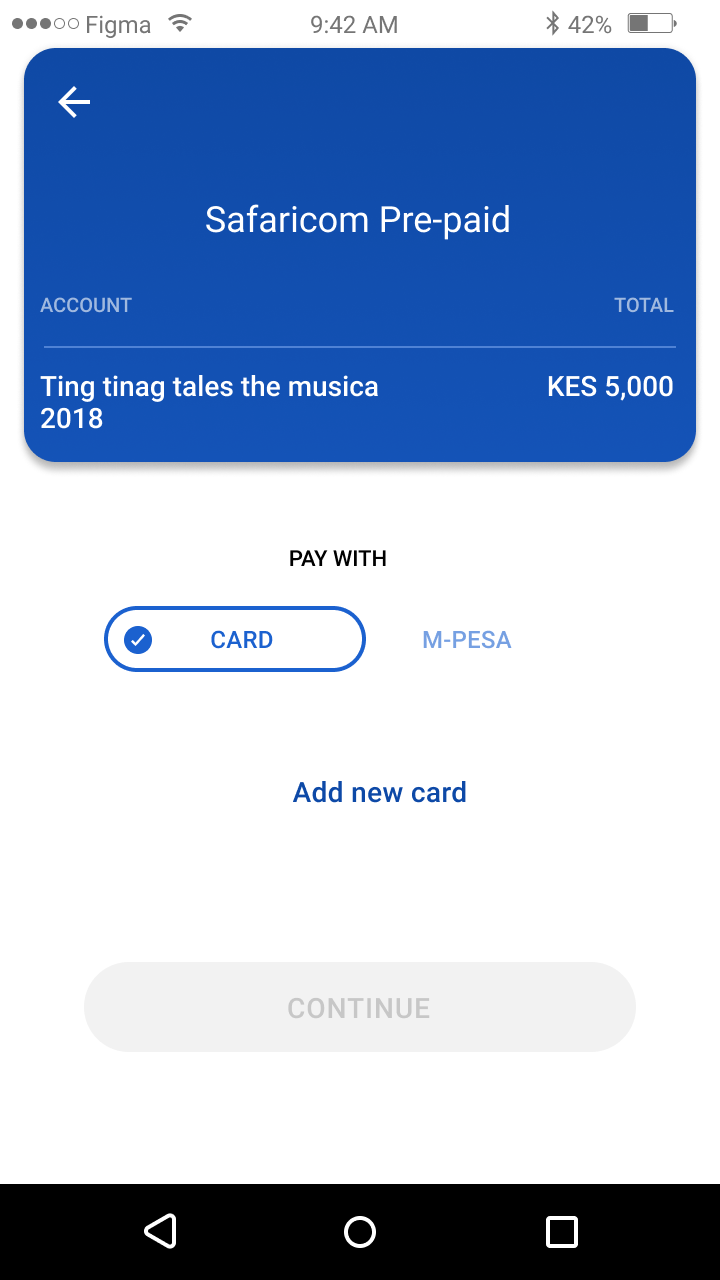 Figma 9:42 AM 42%
Safaricom Pre-paid
ACCOUNT TOTAL
Ting tinag tales the musica KES 5,000
2018
PAY WITH
CARD M-PESA
Add new card
CONTINUE